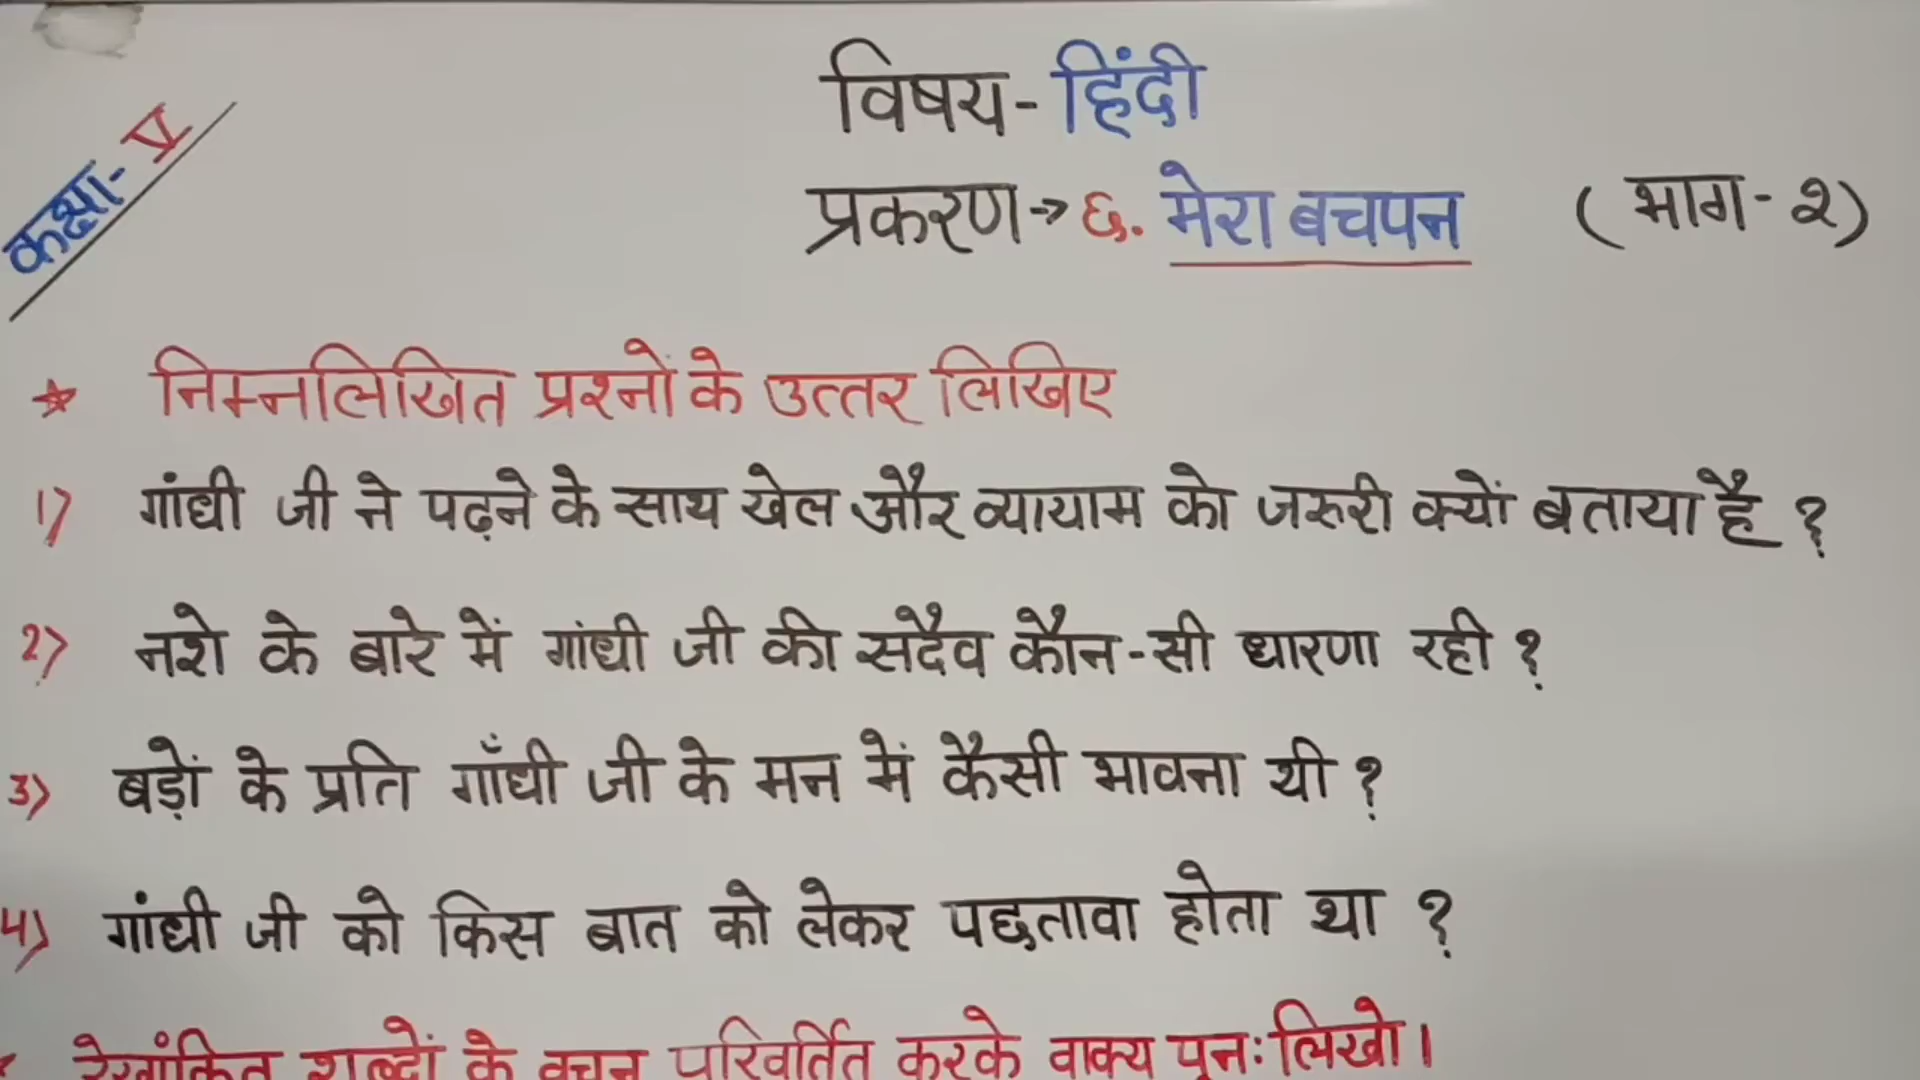 विषय- हिंदी
कक्षा- V
प्रकरण→ ६. मेरा बचपन (भाग-२)
★ निम्नलिखित प्रश्नों के उत्तर लिखिए
1) गांधी जी ने पढ़ने के साथ खेल और व्यायाम को जरुरी क्यों बताया है ?
2) नशे के बारे में गांधी जी की सदैव कौन-सी धारणा रही ?
3) बड़ों के प्रति गाँधी जी के मन में कैसी भावना थी ?
4) गांधी जी को किस बात को लेकर पछतावा होता था ?
★ रेखांकित शब्दों के वचन परिवर्तित करके वाक्य पुनः लिखो।